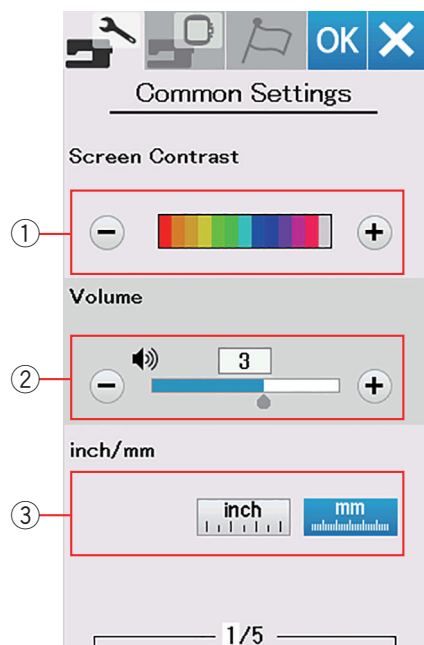 OK
Common Settings
Screen Contrast
1
Volume
2
3
inch/mm
3
inch
mm
1/5